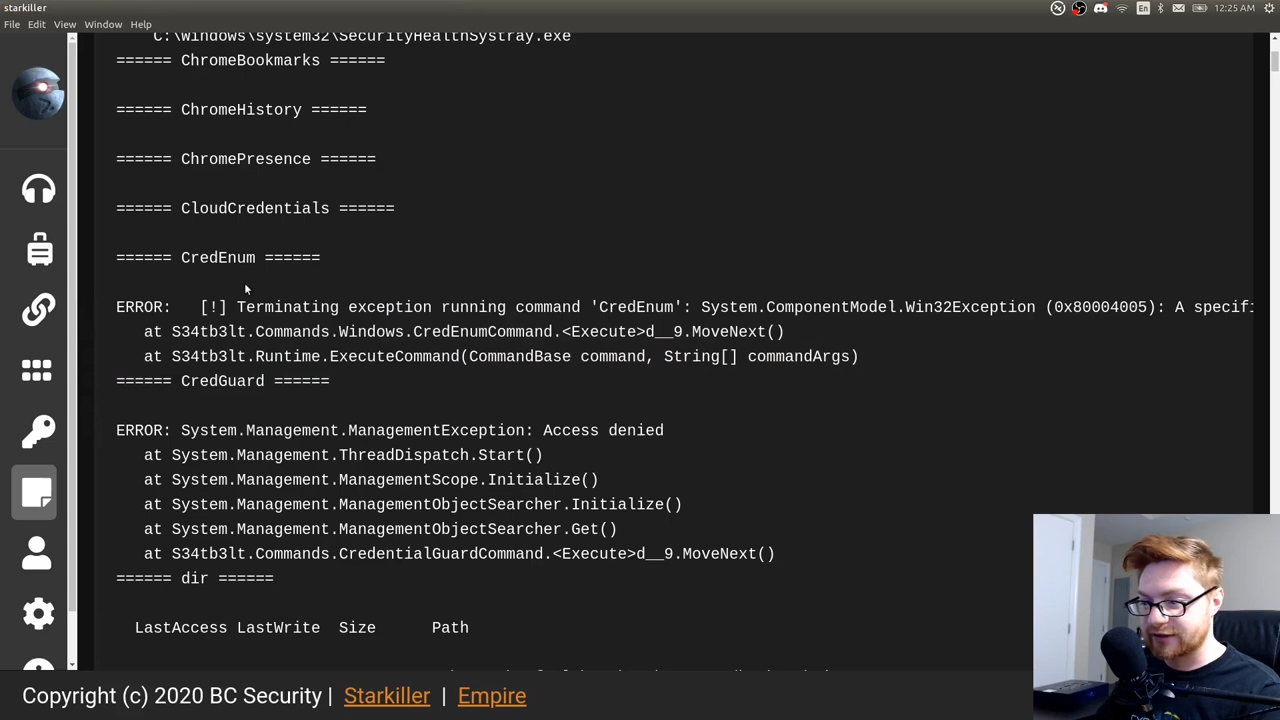 starkiller
En
12:25 AM
File Edit View Window Help
C:\Windows\system32\SecurityHealthSystray.exe
====== ChromeBookmarks ======
====== ChromeHistory ======
====== ChromePresence ======
====== CloudCredentials ======
====== CredEnum ======
ERROR:   [!] Terminating exception running command 'CredEnum': System.ComponentModel.Win32Exception (0x80004005): A specifi
at S34tb3lt.Commands.Windows.CredEnumCommand.<Execute>d__9.MoveNext()
at S34tb3lt.Runtime.ExecuteCommand(CommandBase command, String[] commandArgs)
====== CredGuard ======
ERROR: System.Management.ManagementException: Access denied
at System.Management.ThreadDispatch.Start()
at System.Management.ManagementScope.Initialize()
at System.Management.ManagementObjectSearcher.Initialize()
at System.Management.ManagementObjectSearcher.Get()
at S34tb3lt.Commands.CredentialGuardCommand.<Execute>d__9.MoveNext()
====== dir ======
LastAccess LastWrite  Size      Path
Copyright (c) 2020 BC Security | Starkiller | Empire